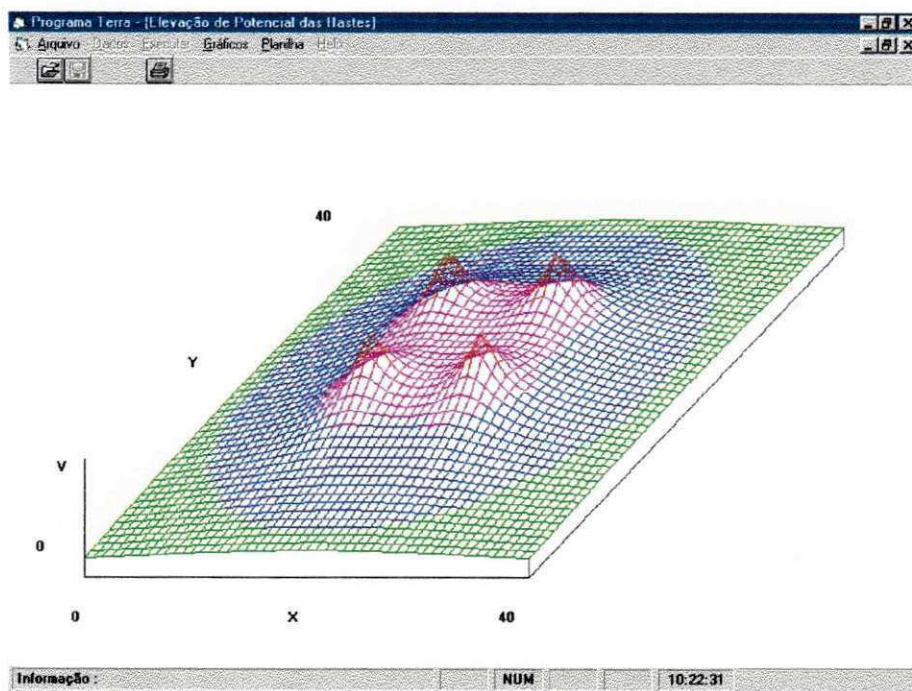 Programa Terra - [Elevação de Potencial das Hastes]
Arquivo Dados Executar Gráficos Planilha Help
40
Y
V
0
0 X 40
Informação : NUM 10:22:31